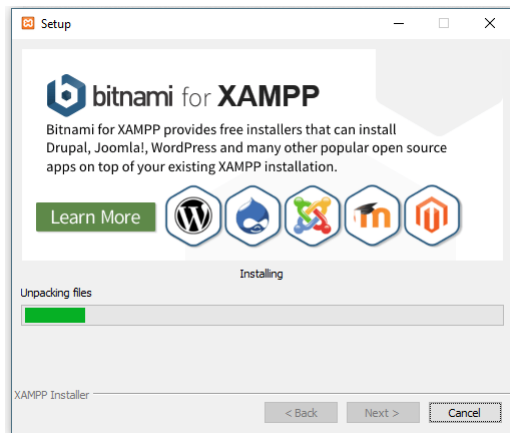 Setup
bitnami for XAMPP
Bitnami for XAMPP provides free installers that can install
Drupal, Joomla!, WordPress and many other popular open source
apps on top of your existing XAMPP installation.
Learn More
Installing
Unpacking files
XAMPP Installer
< Back Next > Cancel